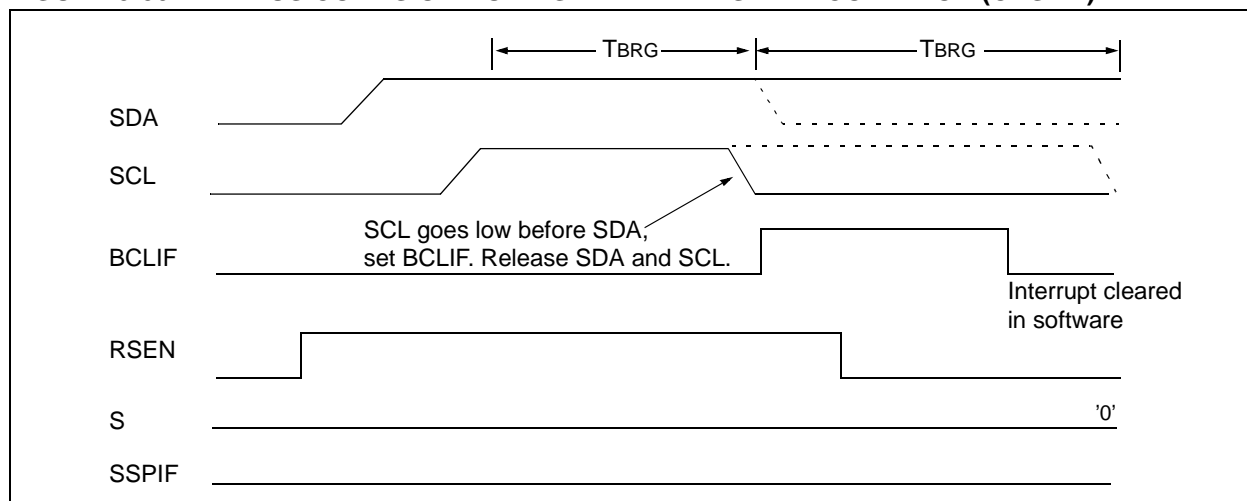 TBRG TBRG
SDA
SCL
SCL goes low before SDA,
set BCLIF. Release SDA and SCL.
BCLIF
Interrupt cleared
in software
RSEN
S '0'
SSPIF